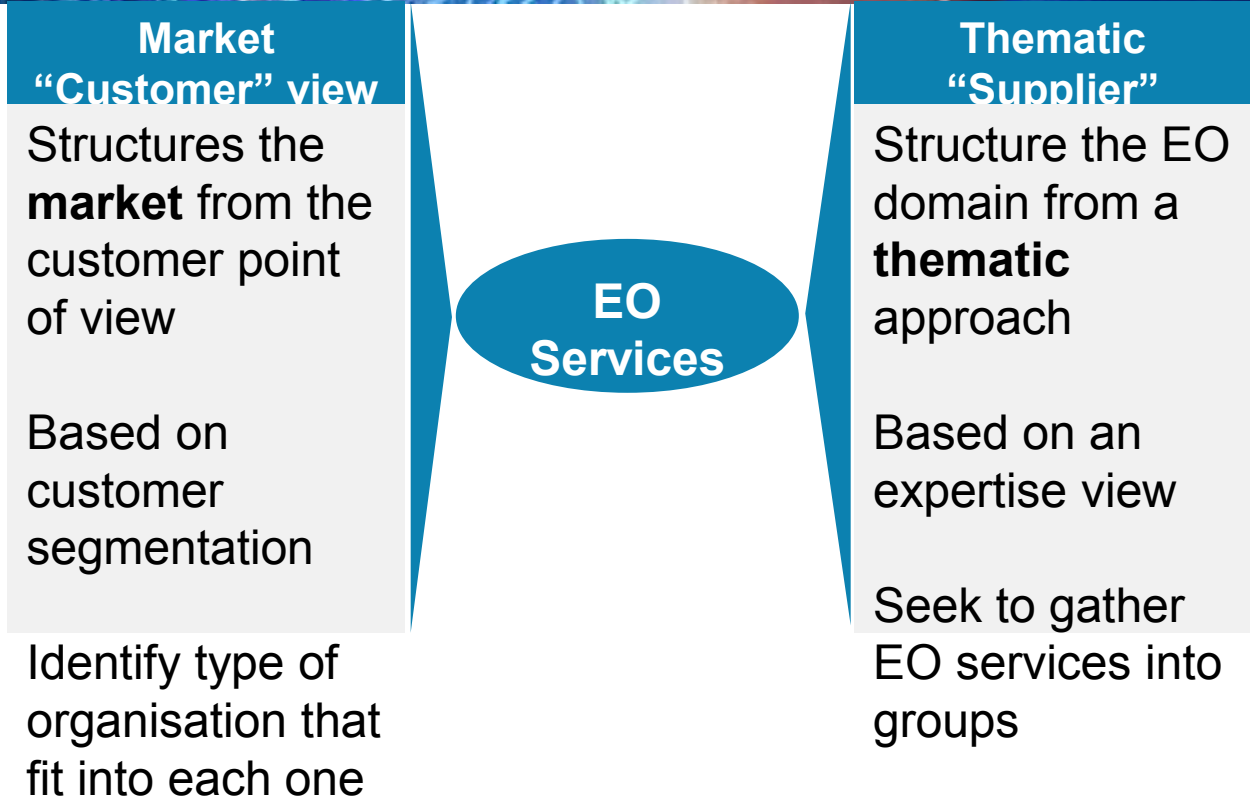 Market
“Customer” view
Structures the
market from the
customer point
of view
Based on
customer
segmentation
Identify type of
organisation that
fit into each one
EO
Services
Thematic
“Supplier”
Structure the EO
domain from a
thematic
approach
Based on an
expertise view
Seek to gather
EO services into
groups